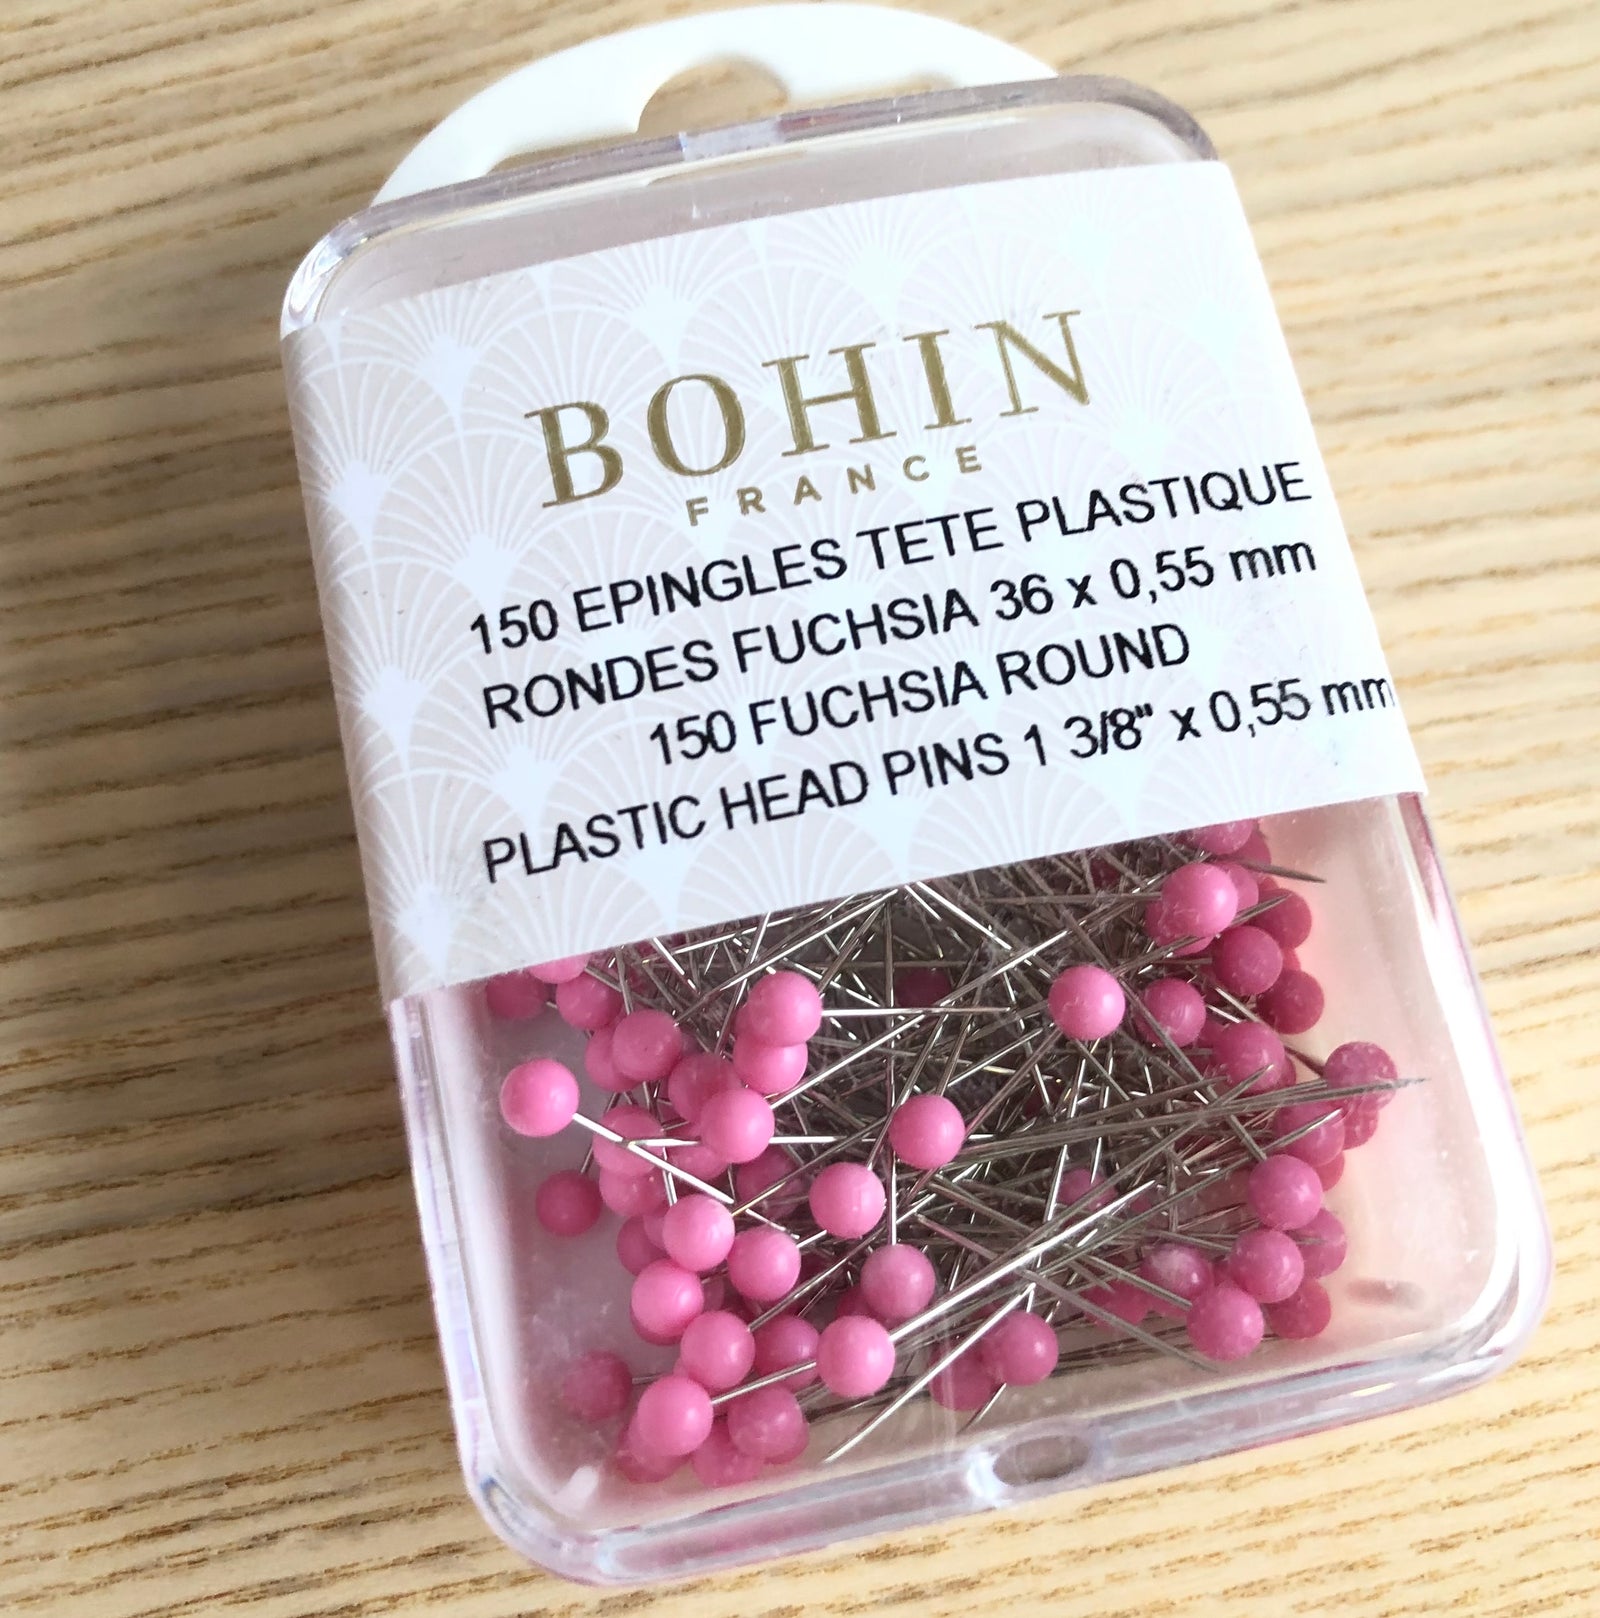 BOHIN
FRANCE
150 EPINGLES TETE PLASTIQUE
RONDES FUCHSIA 36 x 0,55 mm
150 FUCHSIA ROUND
PLASTIC HEAD PINS 1 3/8" x 0,55 mm